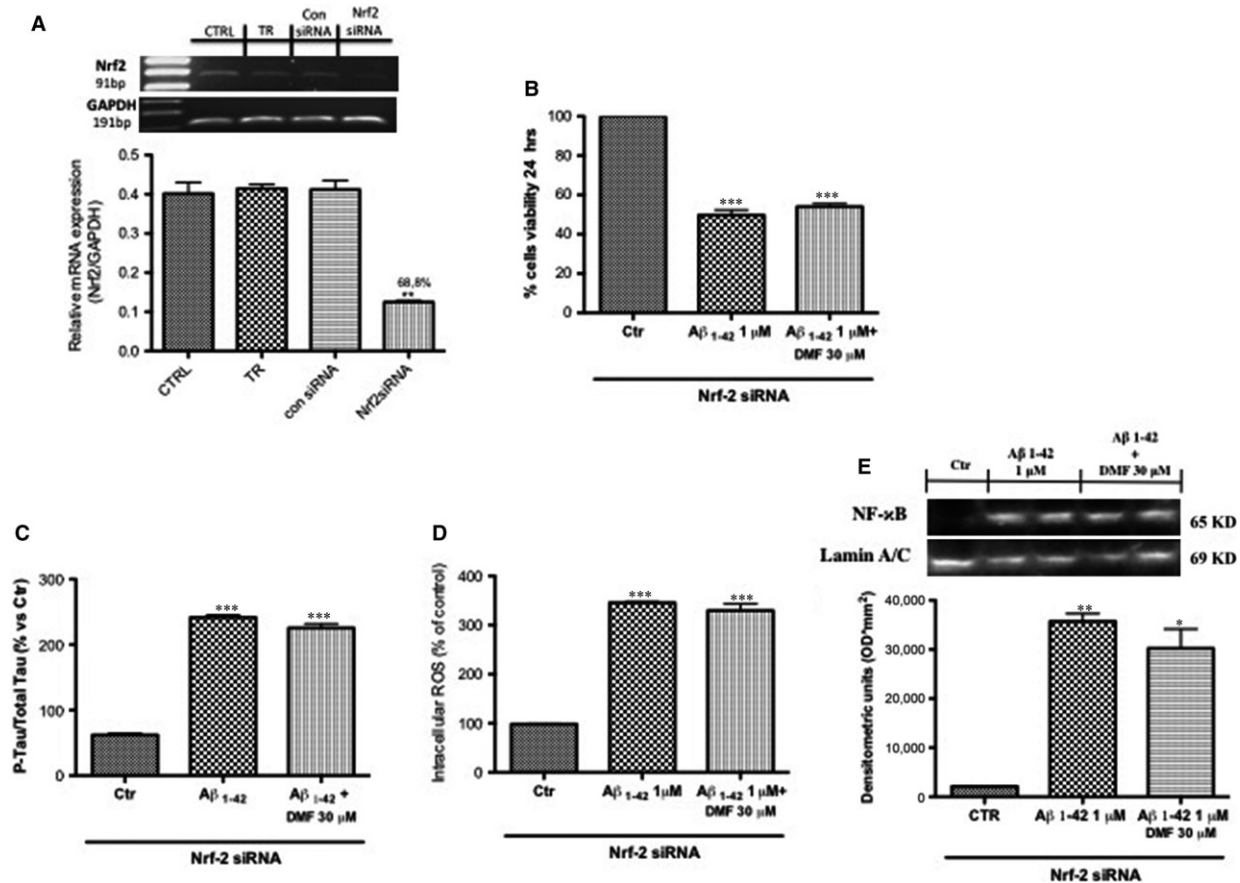 A
CTRL
TR
Con
siRNA
Nrf2
siRNA
Nrf2
91bp
GAPDH
191bp
Relative mRNA expression
(Nrf2/GAPDH)
0.5
0.4
0.3
0.2
0.1
0.0
68,8%
**
CTRL
TR
con siRNA
Nrf2siRNA
B
% cells viability 24 hrs
100
80
60
40
20
0
***
***
Ctr
Aβ 1-42 1 μM
Aβ 1-42 1 μM+
DMF 30 μM
Nrf-2 siRNA
C
P-Tau/Total Tau (% vs Ctr)
300
200
100
0
***
***
Ctr
Aβ 1-42
Aβ 1-42 +
DMF 30 μM
Nrf-2 siRNA
D
Intracellular ROS (% of control)
400
300
200
100
0
***
***
Ctr
Aβ 1-42 1μM
Aβ 1-42 1 μM+
DMF 30 μM
Nrf-2 siRNA
E
Ctr
Aβ 1-42
1 μM
Aβ 1-42
+
DMF 30 μM
NF-κB
65 KD
Lamin A/C
69 KD
Densitometric units (OD*mm²)
40,000
30,000
20,000
10,000
0
**
*
CTR
Aβ 1-42 1 μM
Aβ 1-42 1 μM
DMF 30 μM
Nrf-2 siRNA